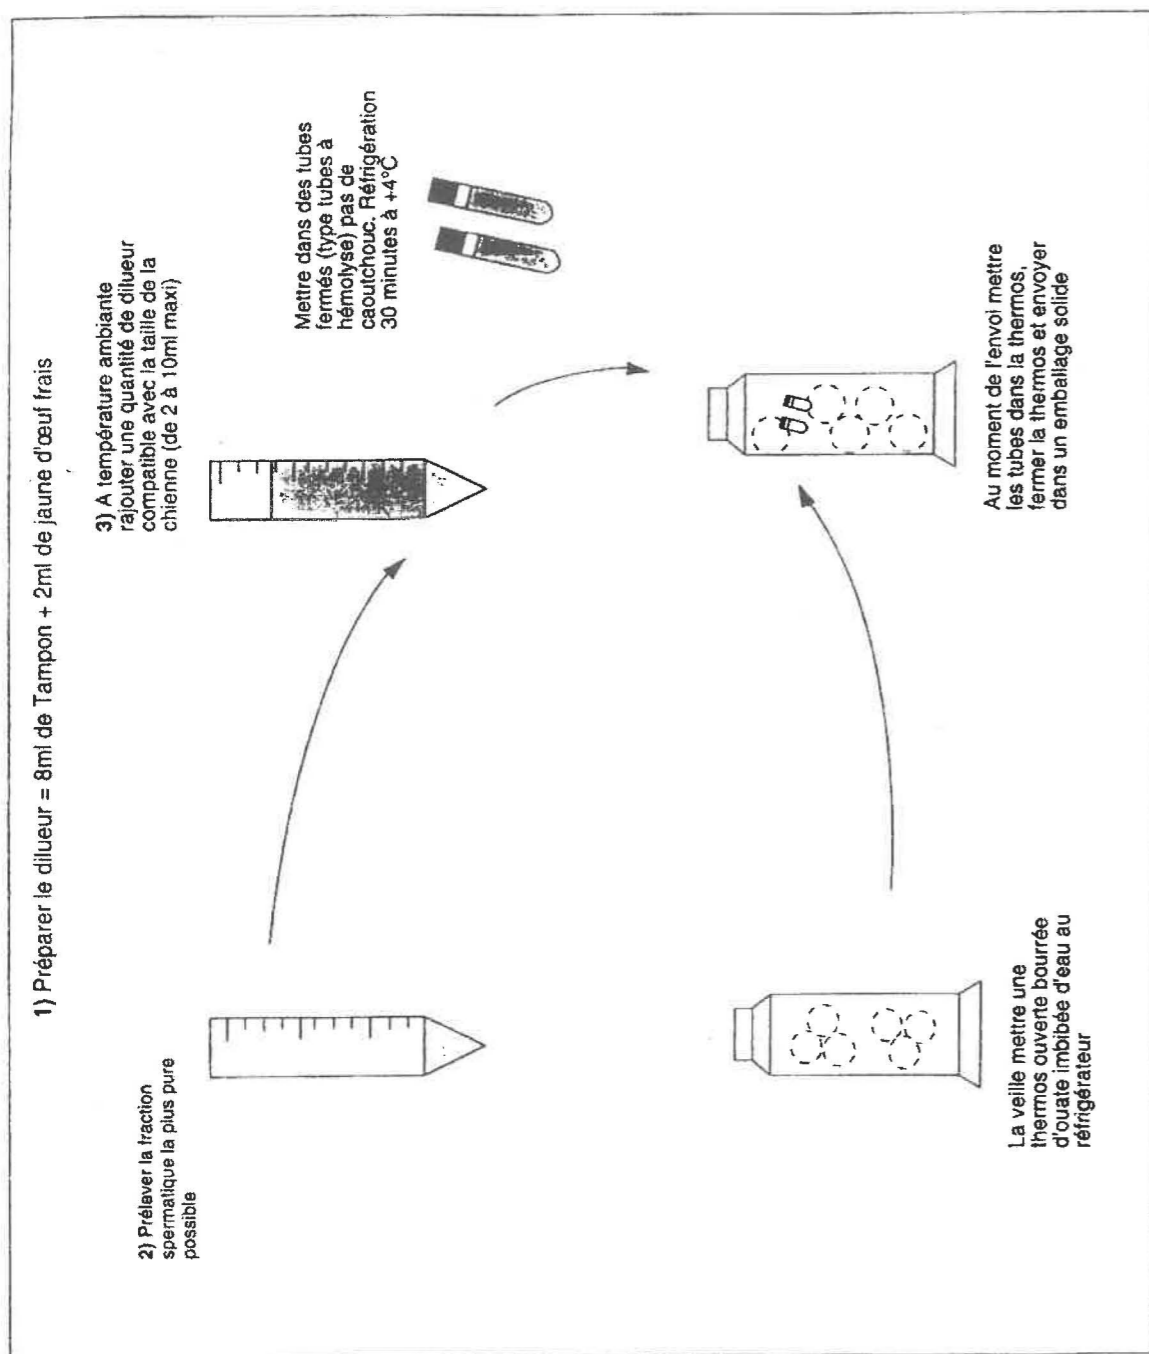 1) Préparer le dilueur = 8ml de Tampon + 2ml de jaune d'œuf frais
2) Prélever la fraction
spermatique la plus pure
possible
3) A température ambiante
rajouter une quantité de dilueur
compatible avec la taille de la
chienne (de 2 à 10ml maxi)
Mettre dans des tubes
fermés (type tubes à
hémolyse) pas de
caoutchouc. Réfrigération
30 minutes à +4°C
La veille mettre une
thermos ouverte bourrée
d'ouate imbibée d'eau au
réfrigérateur
Au moment de l'envoi mettre
les tubes dans la thermos,
fermer la thermos et envoyer
dans un emballage solide